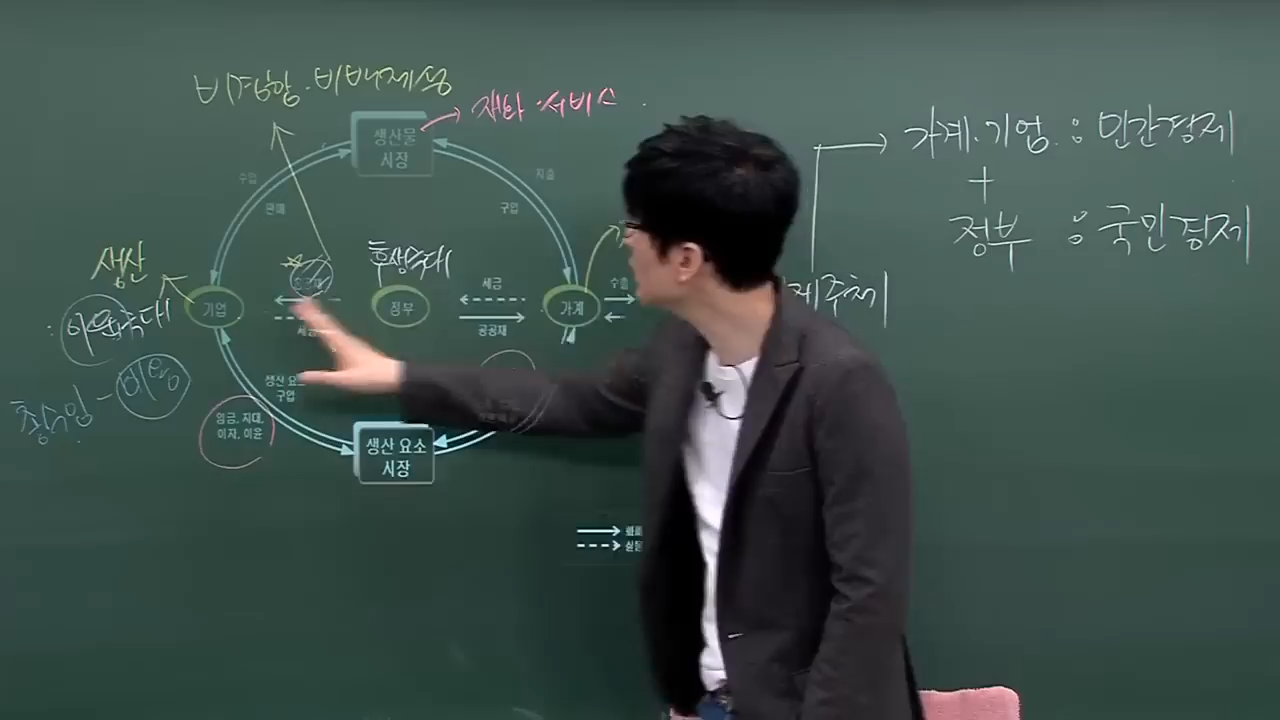 비경합·비배제성
재화·서비스
생산물
시장
가계·기업 : 민간경제
+
정부 : 국민경제
수입
판매
지출
구입
생산
후생극대
기업
정부
가계
세금
공공재
세금
수출
제주체
: 이윤극대
총수입 - 비용
생산 요소
구입
임금, 지대,
이자, 이윤
생산 요소
시장